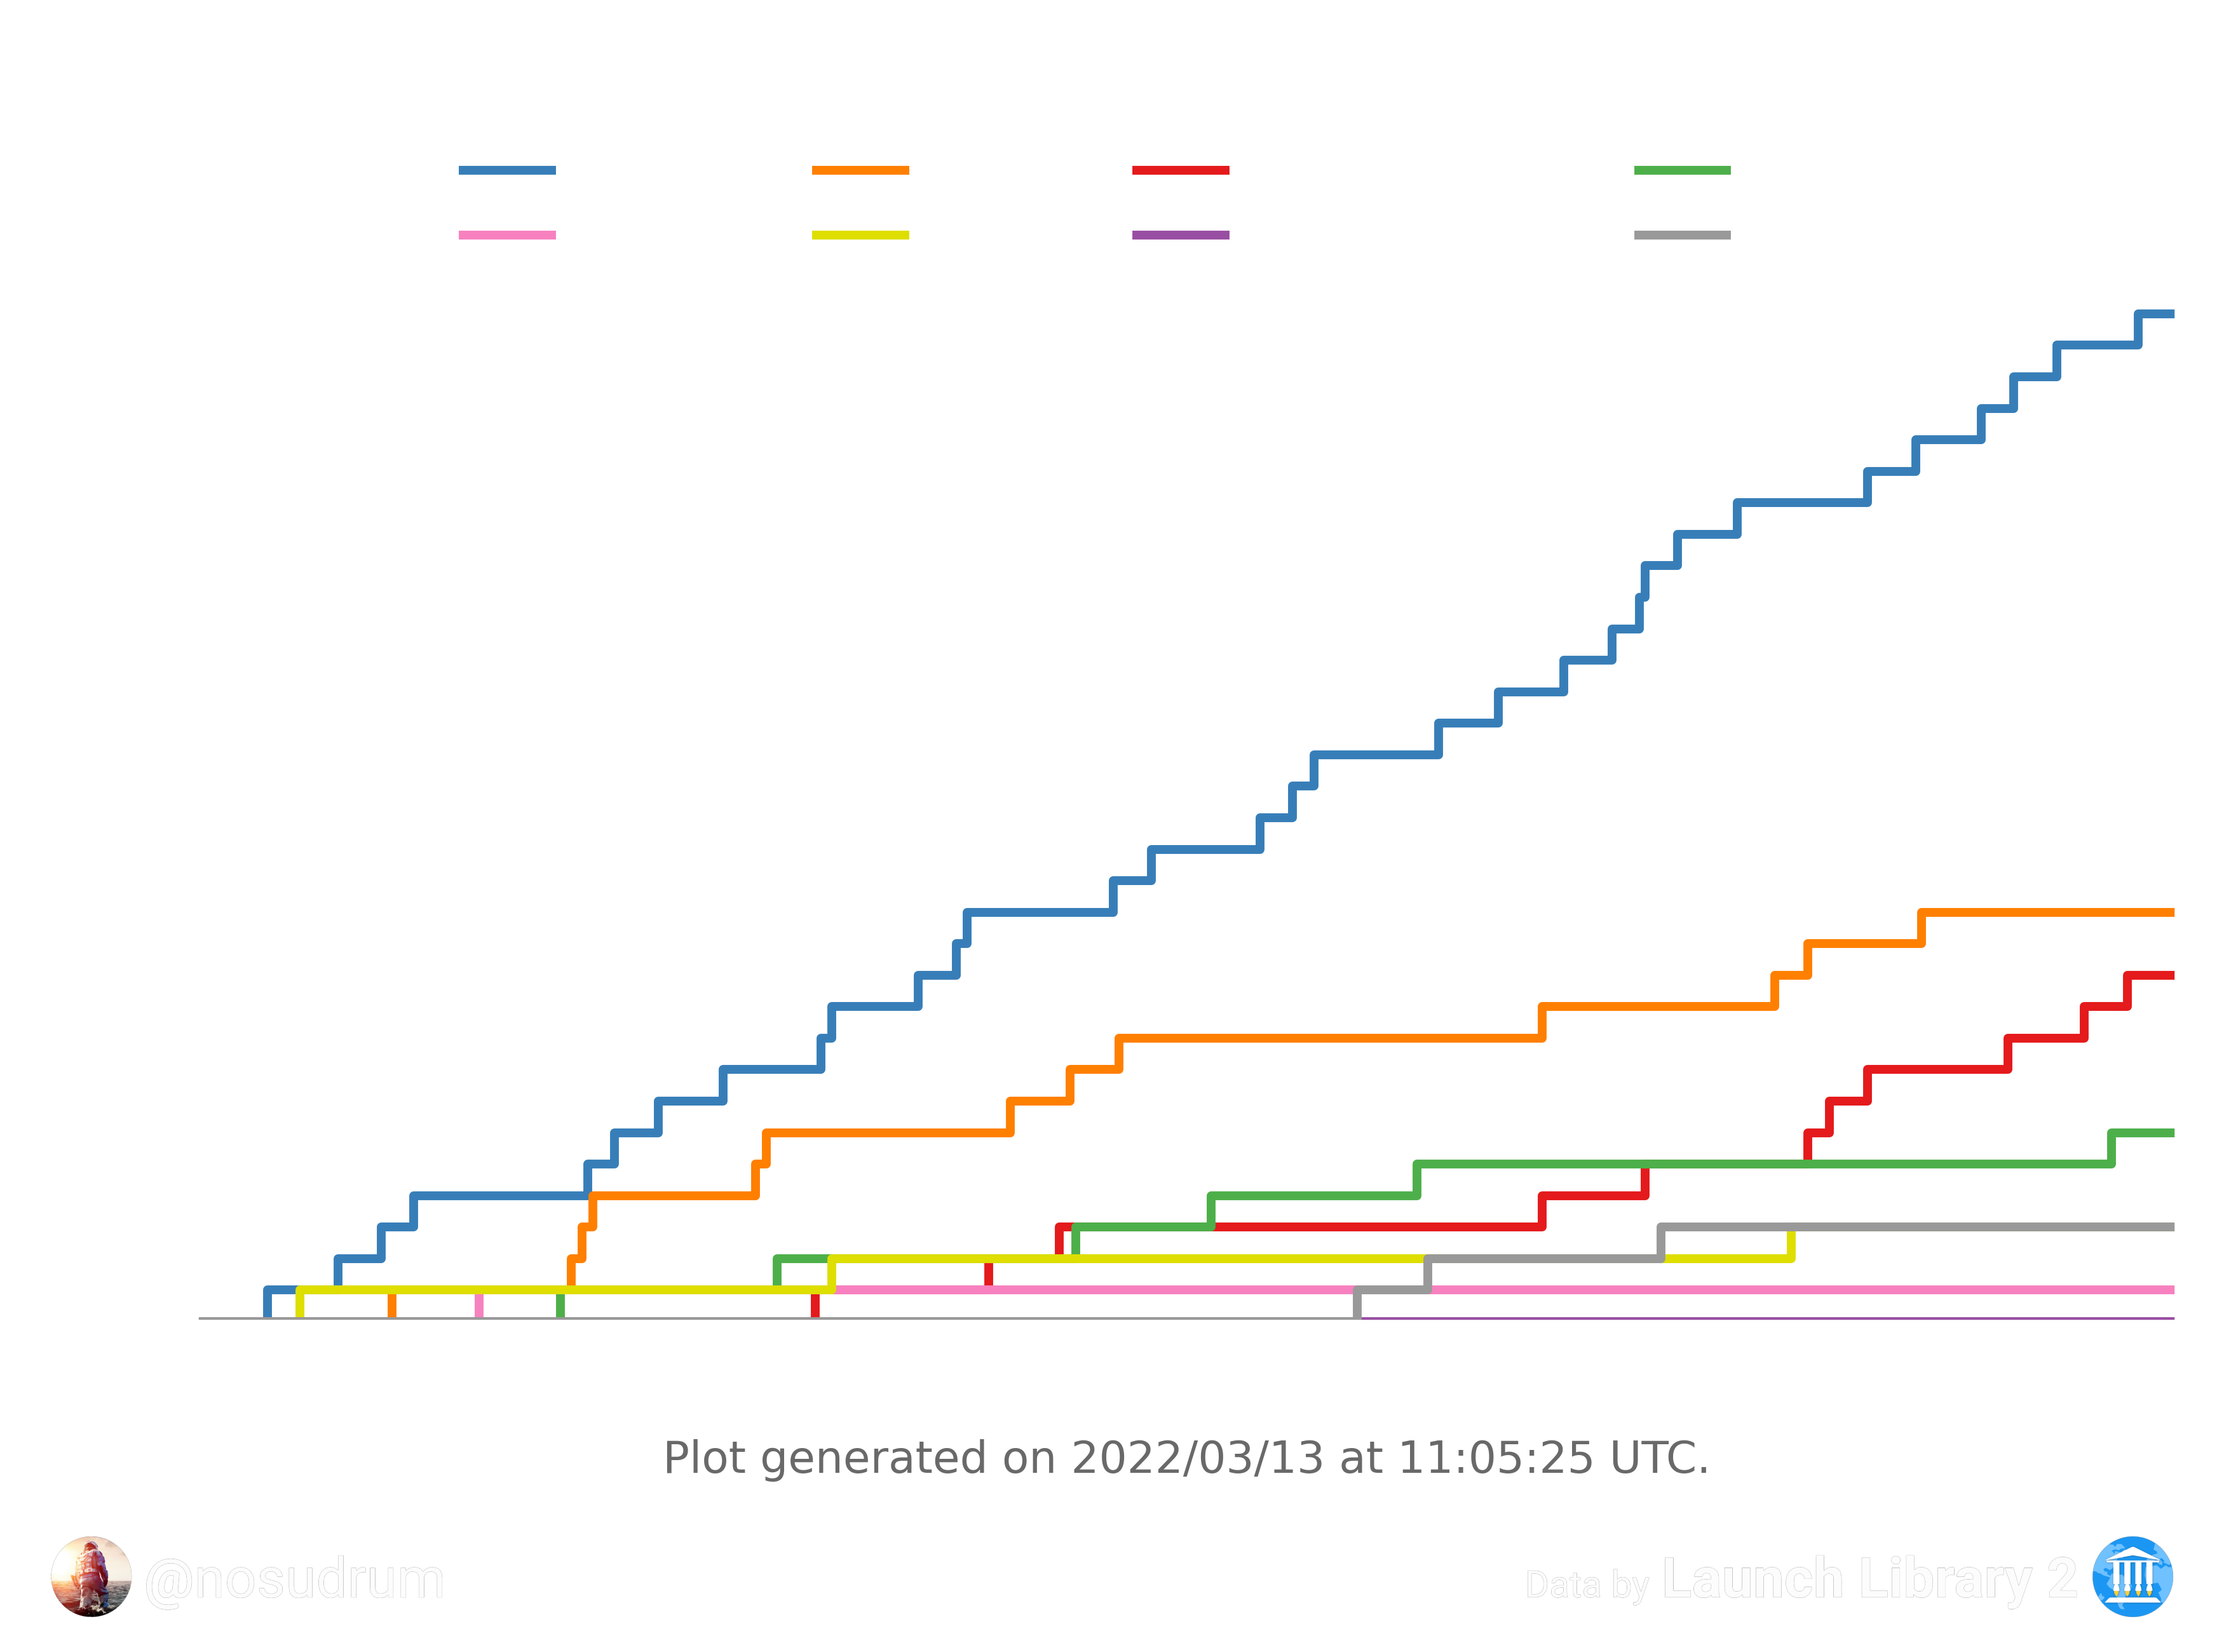 Plot generated on 2022/03/13 at 11:05:25 UTC.
@nosudrum
Data by Launch Library 2